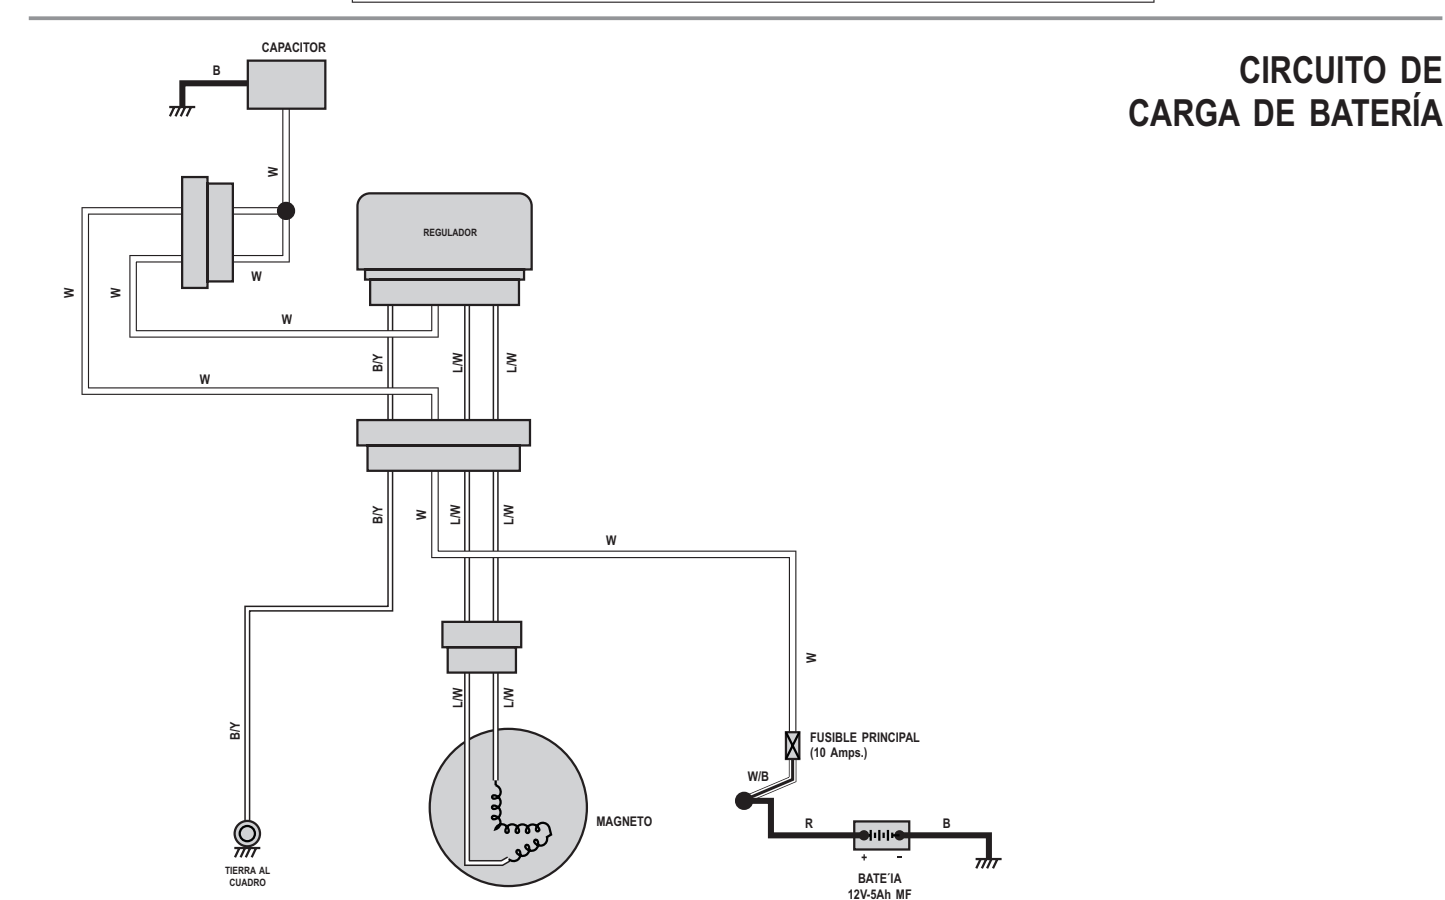 CIRCUITO DE
CARGA DE BATERÍA
CAPACITOR
B
W
REGULADOR
W
W
W
W
B/Y
L/W
L/W
W
B/Y
W
L/W
L/W
W
W
L/W
L/W
B/Y
FUSIBLE PRINCIPAL
(10 Amps.)
W/B
MAGNETO
R
B
+ -
TIERRA AL
CUADRO
BATE´IA
12V-5Ah MF